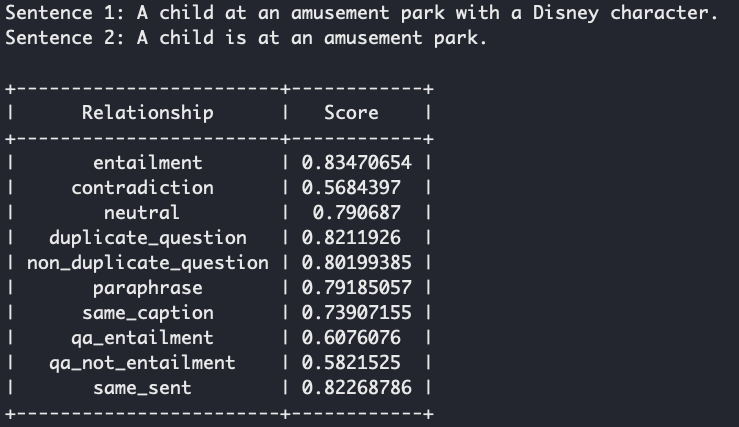 Sentence 1: A child at an amusement park with a Disney character.
Sentence 2: A child is at an amusement park.
+------------------------+------------+
|      Relationship      |   Score    |
+------------------------+------------+
|       entailment       | 0.83470654 |
|     contradiction      | 0.5684397  |
|        neutral         |  0.790687  |
|   duplicate_question   | 0.8211926  |
| non_duplicate_question | 0.80199385 |
|       paraphrase       | 0.79185057 |
|      same_caption      | 0.73907155 |
|     qa_entailment      | 0.6076076  |
|   qa_not_entailment    | 0.5821525  |
|       same_sent        | 0.82268786 |
+------------------------+------------+